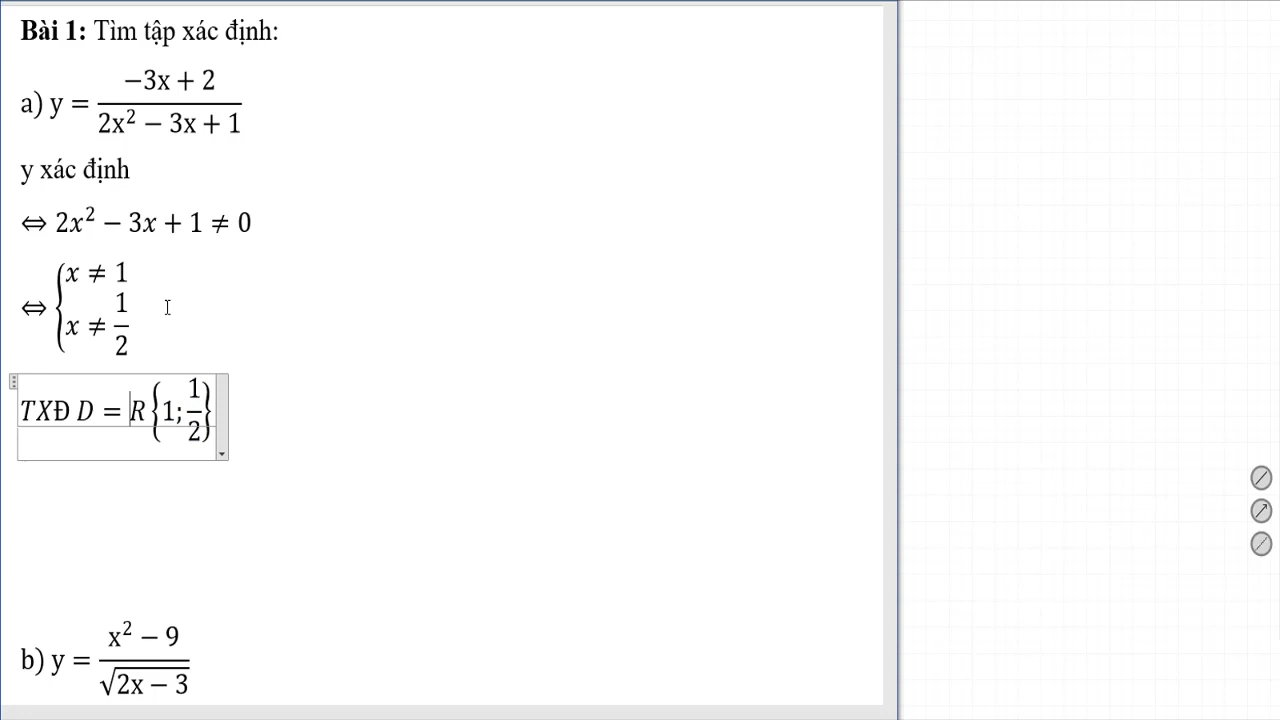 Bài 1: Tìm tập xác định:
a) y = (−3x + 2)/(2x² − 3x + 1)
y xác định
⇔ 2x² − 3x + 1 ≠ 0
⇔ { x ≠ 1
x ≠ 1/2
TXĐ D = R {1; 1/2}
b) y = (x² − 9)/√(2x − 3)